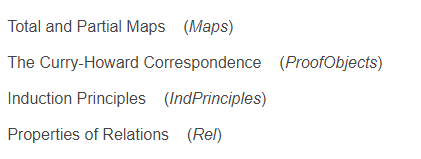 Total and Partial Maps (Maps)
The Curry-Howard Correspondence (ProofObjects)
Induction Principles (IndPrinciples)
Properties of Relations (Rel)